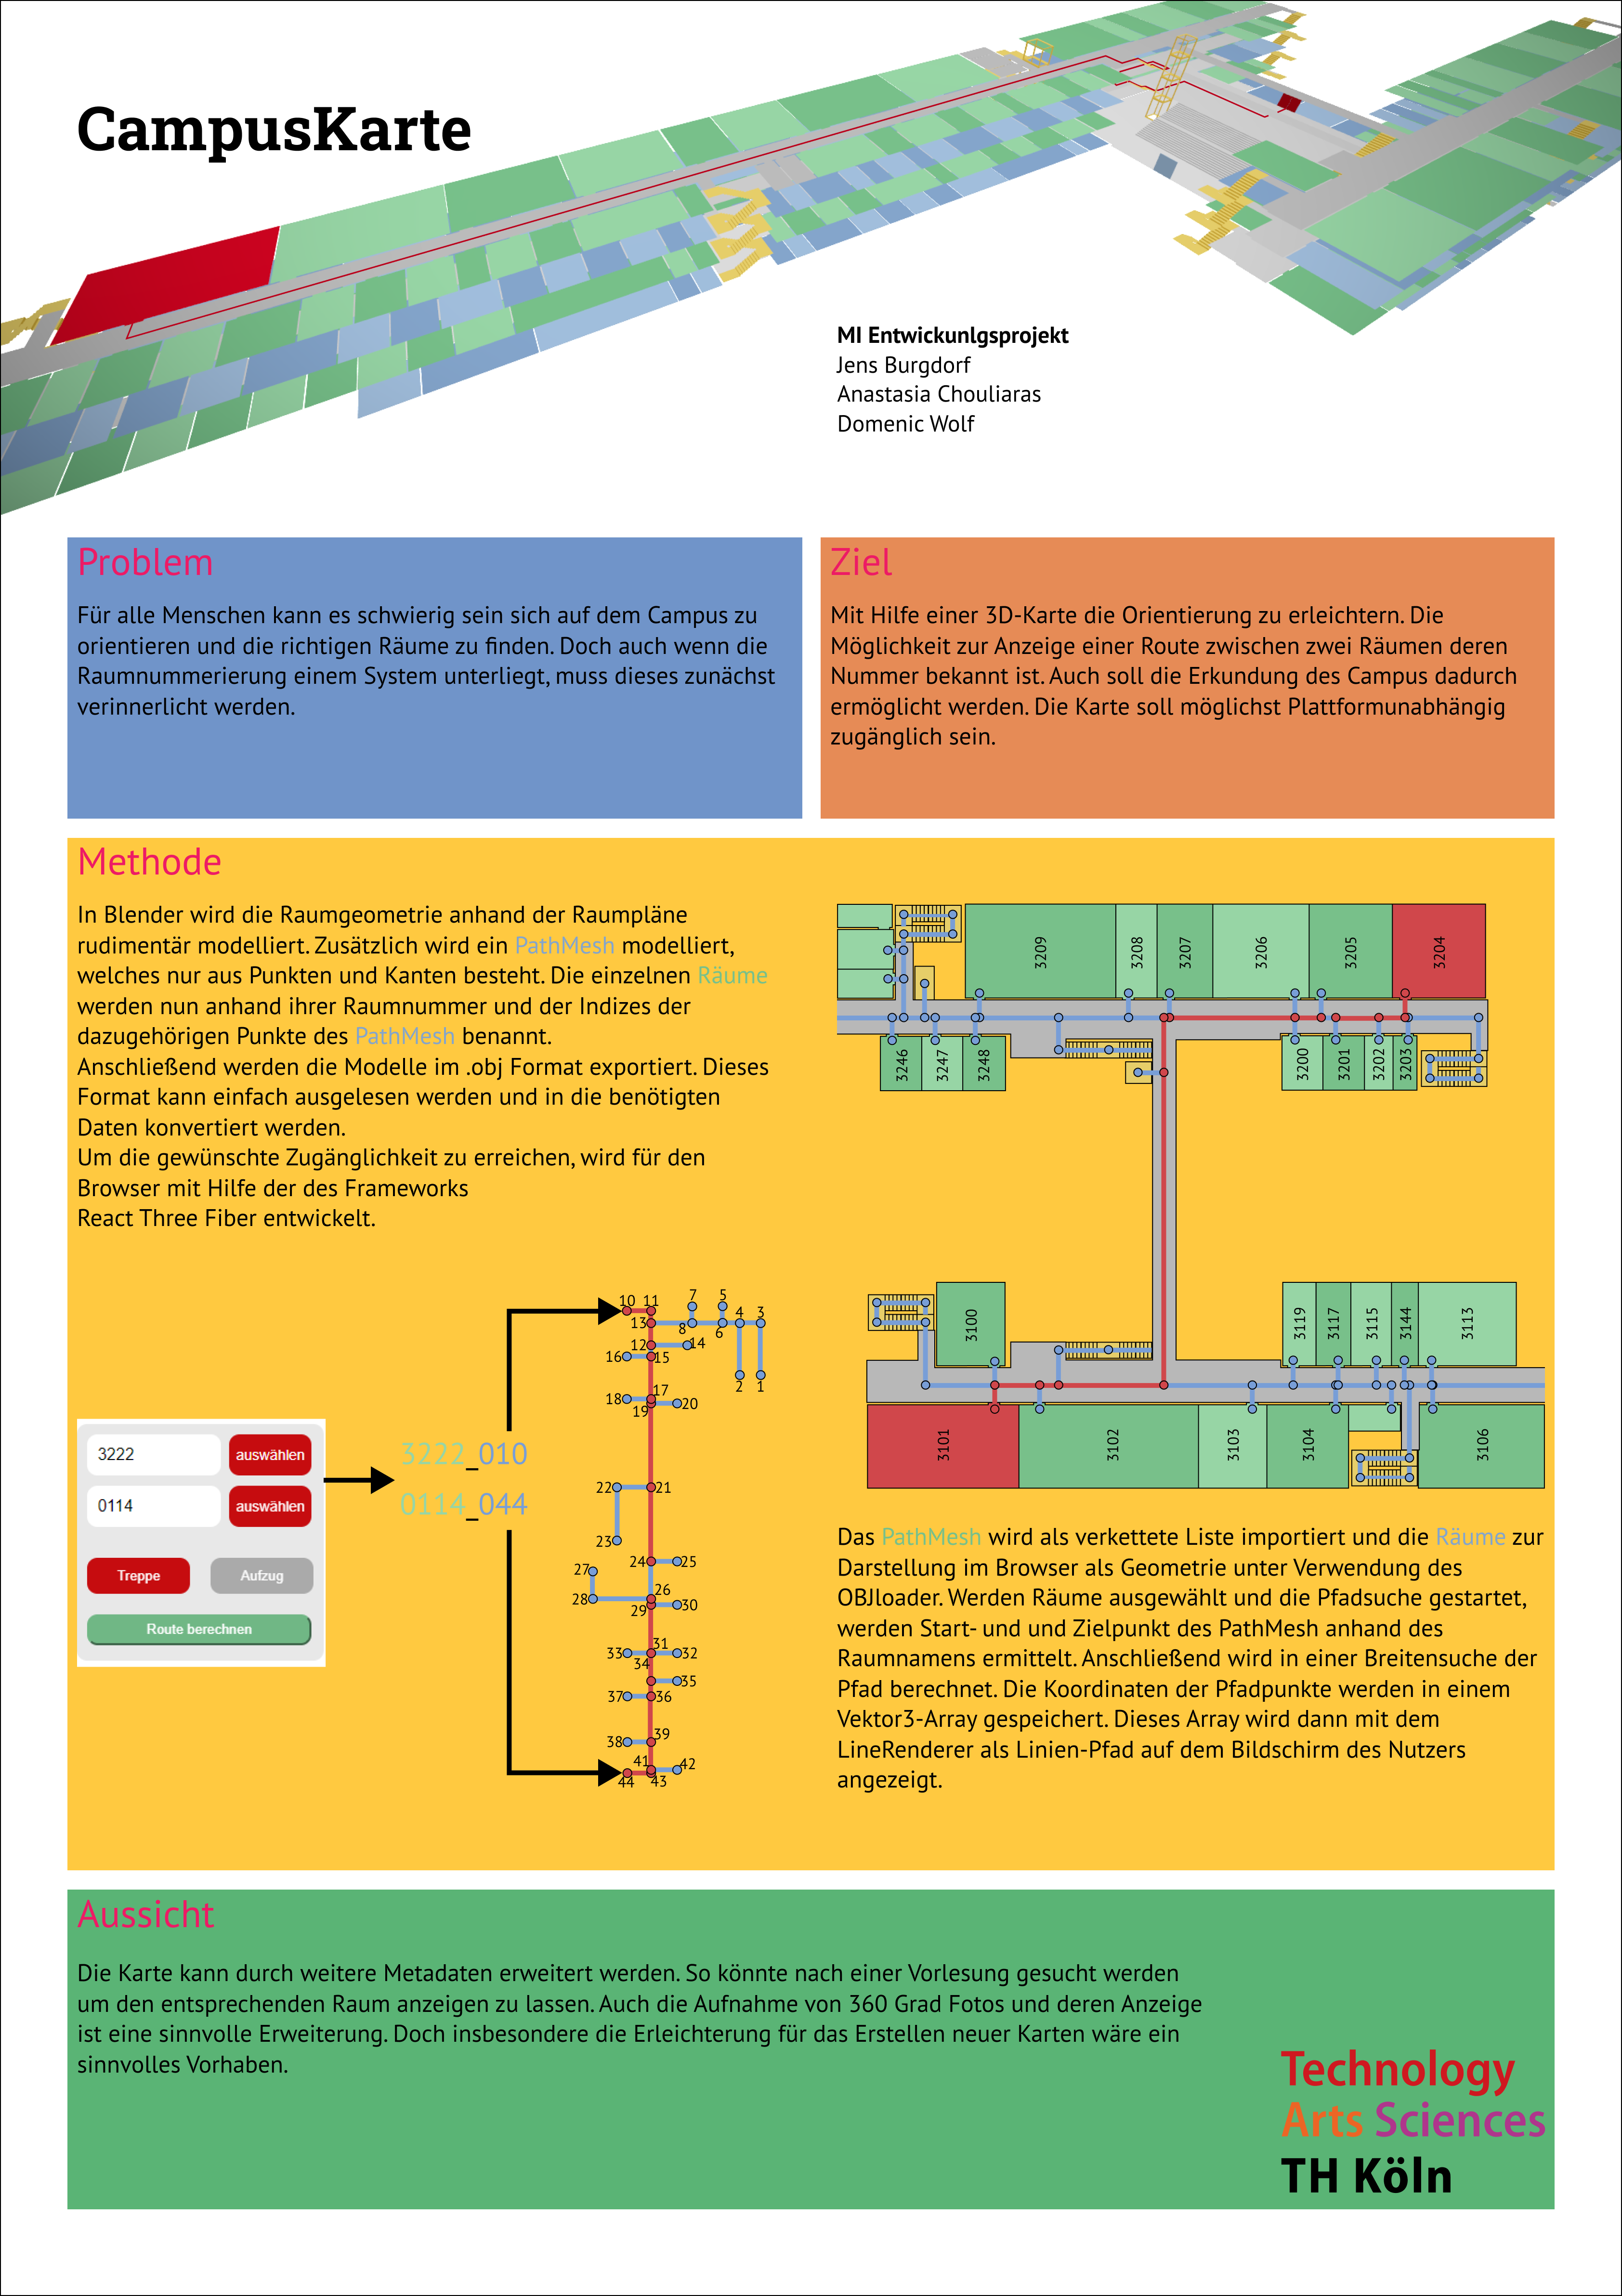 CampusKarte
MI Entwickunlgsprojekt
Jens Burgdorf
Anastasia Chouliaras
Domenic Wolf
Problem
Für alle Menschen kann es schwierig sein sich auf dem Campus zu
orientieren und die richtigen Räume zu finden. Doch auch wenn die
Raumnummerierung einem System unterliegt, muss dieses zunächst
verinnerlicht werden.
Ziel
Mit Hilfe einer 3D-Karte die Orientierung zu erleichtern. Die
Möglichkeit zur Anzeige einer Route zwischen zwei Räumen deren
Nummer bekannt ist. Auch soll die Erkundung des Campus dadurch
ermöglicht werden. Die Karte soll möglichst Plattformunabhängig
zugänglich sein.
Methode
In Blender wird die Raumgeometrie anhand der Raumpläne
rudimentär modelliert. Zusätzlich wird ein PathMesh modelliert,
welches nur aus Punkten und Kanten besteht. Die einzelnen Räume
werden nun anhand ihrer Raumnummer und der Indizes der
dazugehörigen Punkte des PathMesh benannt.
Anschließend werden die Modelle im .obj Format exportiert. Dieses
Format kann einfach ausgelesen werden und in die benötigten
Daten konvertiert werden.
Um die gewünschte Zugänglichkeit zu erreichen, wird für den
Browser mit Hilfe der des Frameworks
React Three Fiber entwickelt.
3222 auswählen
0114 auswählen
Treppe Aufzug
Route berechnen
3222_010
0114_044
10 11 7 5
13 8 6 4 3
12 14
16 15
2 1
18 17
19 20
22 21
23
24 25
27
28 26
29 30
31
33 32
34
35
37 36
39
38
41 42
44 43
3209 3208 3207 3206 3205 3204
3246 3247 3248 3200 3201 3202 3203
3100 3119 3117 3115 3144 3113
3101 3102 3103 3104 3106
Das PathMesh wird als verkettete Liste importiert und die Räume zur
Darstellung im Browser als Geometrie unter Verwendung des
OBJloader. Werden Räume ausgewählt und die Pfadsuche gestartet,
werden Start- und und Zielpunkt des PathMesh anhand des
Raumnamens ermittelt. Anschließend wird in einer Breitensuche der
Pfad berechnet. Die Koordinaten der Pfadpunkte werden in einem
Vektor3-Array gespeichert. Dieses Array wird dann mit dem
LineRenderer als Linien-Pfad auf dem Bildschirm des Nutzers
angezeigt.
Aussicht
Die Karte kann durch weitere Metadaten erweitert werden. So könnte nach einer Vorlesung gesucht werden
um den entsprechenden Raum anzeigen zu lassen. Auch die Aufnahme von 360 Grad Fotos und deren Anzeige
ist eine sinnvolle Erweiterung. Doch insbesondere die Erleichterung für das Erstellen neuer Karten wäre ein
sinnvolles Vorhaben.
Technology
Arts Sciences
TH Köln